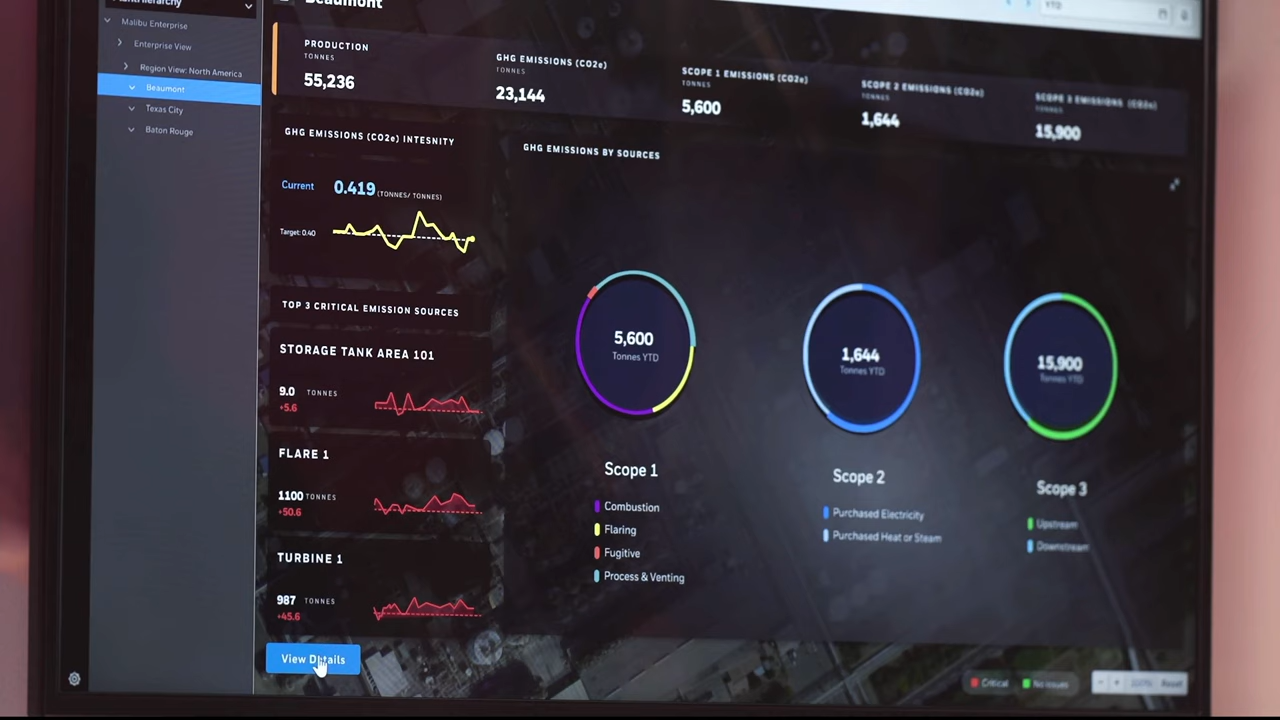 Beaumont
YTD
Malibu Enterprise
Enterprise View
Region View: North America
Beaumont
Texas City
Baton Rouge
PRODUCTION
TONNES
55,236
GHG EMISSIONS (CO2e)
TONNES
23,144
SCOPE 1 EMISSIONS (CO2e)
TONNES
5,600
SCOPE 2 EMISSIONS (CO2e)
TONNES
1,644
SCOPE 3 EMISSIONS (CO2e)
TONNES
15,900
GHG EMISSIONS (CO2e) INTESNITY
Current 0.419 (TONNES/ TONNES)
Target: 0.40
TOP 3 CRITICAL EMISSION SOURCES
STORAGE TANK AREA 101
9.0 TONNES
+5.6
FLARE 1
1100 TONNES
+50.6
TURBINE 1
987 TONNES
+45.6
View Details
GHG EMISSIONS BY SOURCES
5,600
Tonnes YTD
Scope 1
Combustion
Flaring
Fugitive
Process & Venting
1,644
Tonnes YTD
Scope 2
Purchased Electricity
Purchased Heat or Steam
15,900
Tonnes YTD
Scope 3
Upstream
Downstream
Critical
No issues
Reset